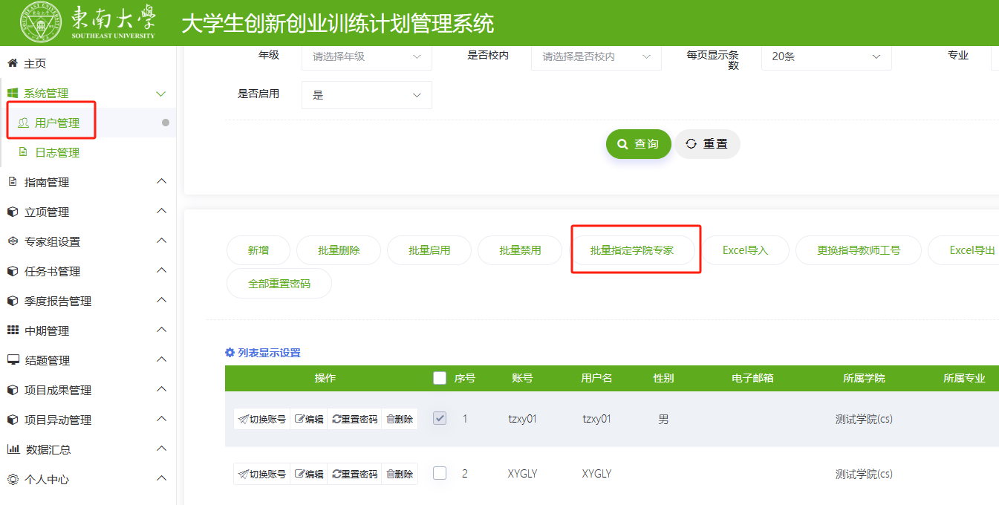 東南大学
SOUTHEAST UNIVERSITY
大学生创新创业训练计划管理系统
主页
系统管理
用户管理
日志管理
指南管理
立项管理
专家组设置
任务书管理
季度报告管理
中期管理
结题管理
项目成果管理
项目异动管理
数据汇总
个人中心
年级 请选择年级 是否校内 请选择是否校内 每页显示条数 20条 专业
是否启用 是
查询 重置
新增 批量删除 批量启用 批量禁用 批量指定学院专家 Excel导入 更换指导教师工号 Excel导出
全部重置密码
列表显示设置
操作 序号 账号 用户名 性别 电子邮箱 所属学院 所属专业
切换账号 编辑 重置密码 删除 1 tzxy01 tzxy01 男 测试学院(cs)
切换账号 编辑 重置密码 删除 2 XYGLY XYGLY 测试学院(cs)